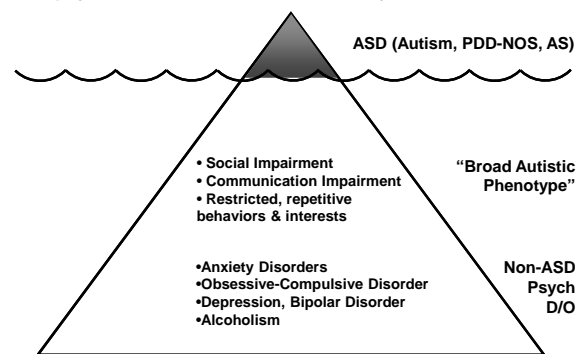 ASD (Autism, PDD-NOS, AS)
• Social Impairment
• Communication Impairment
• Restricted, repetitive
behaviors & interests
“Broad Autistic
Phenotype”
•Anxiety Disorders
•Obsessive-Compulsive Disorder
•Depression, Bipolar Disorder
•Alcoholism
Non-ASD
Psych
D/O